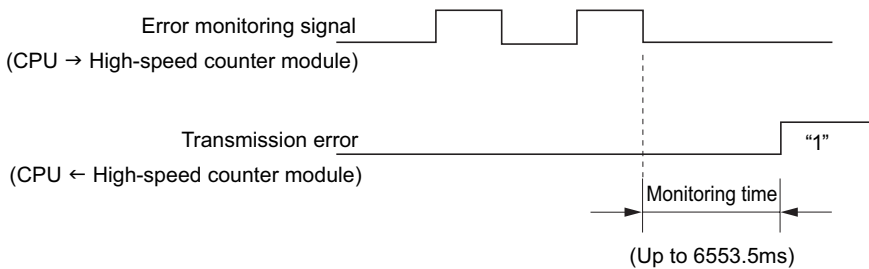 Error monitoring signal
(CPU → High-speed counter module)
Transmission error
“1”
(CPU ← High-speed counter module)
Monitoring time
(Up to 6553.5ms)